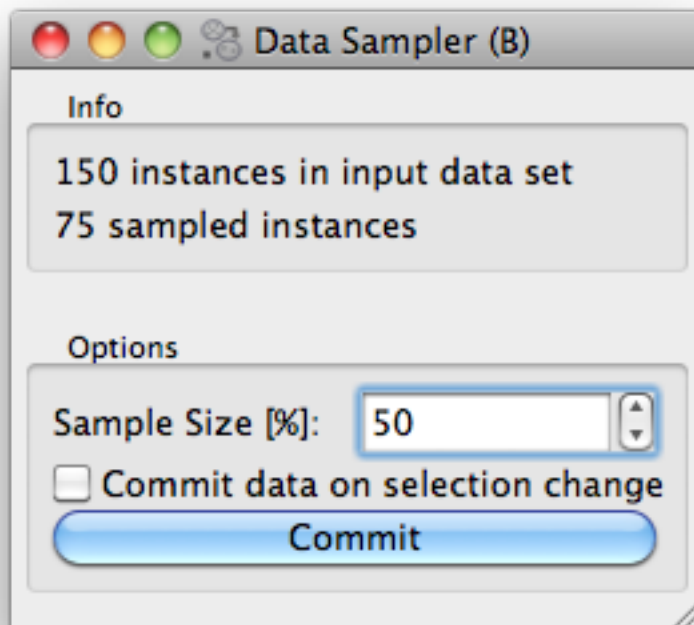 Data Sampler (B)
Info
150 instances in input data set
75 sampled instances
Options
Sample Size [%]: 50
Commit data on selection change
Commit